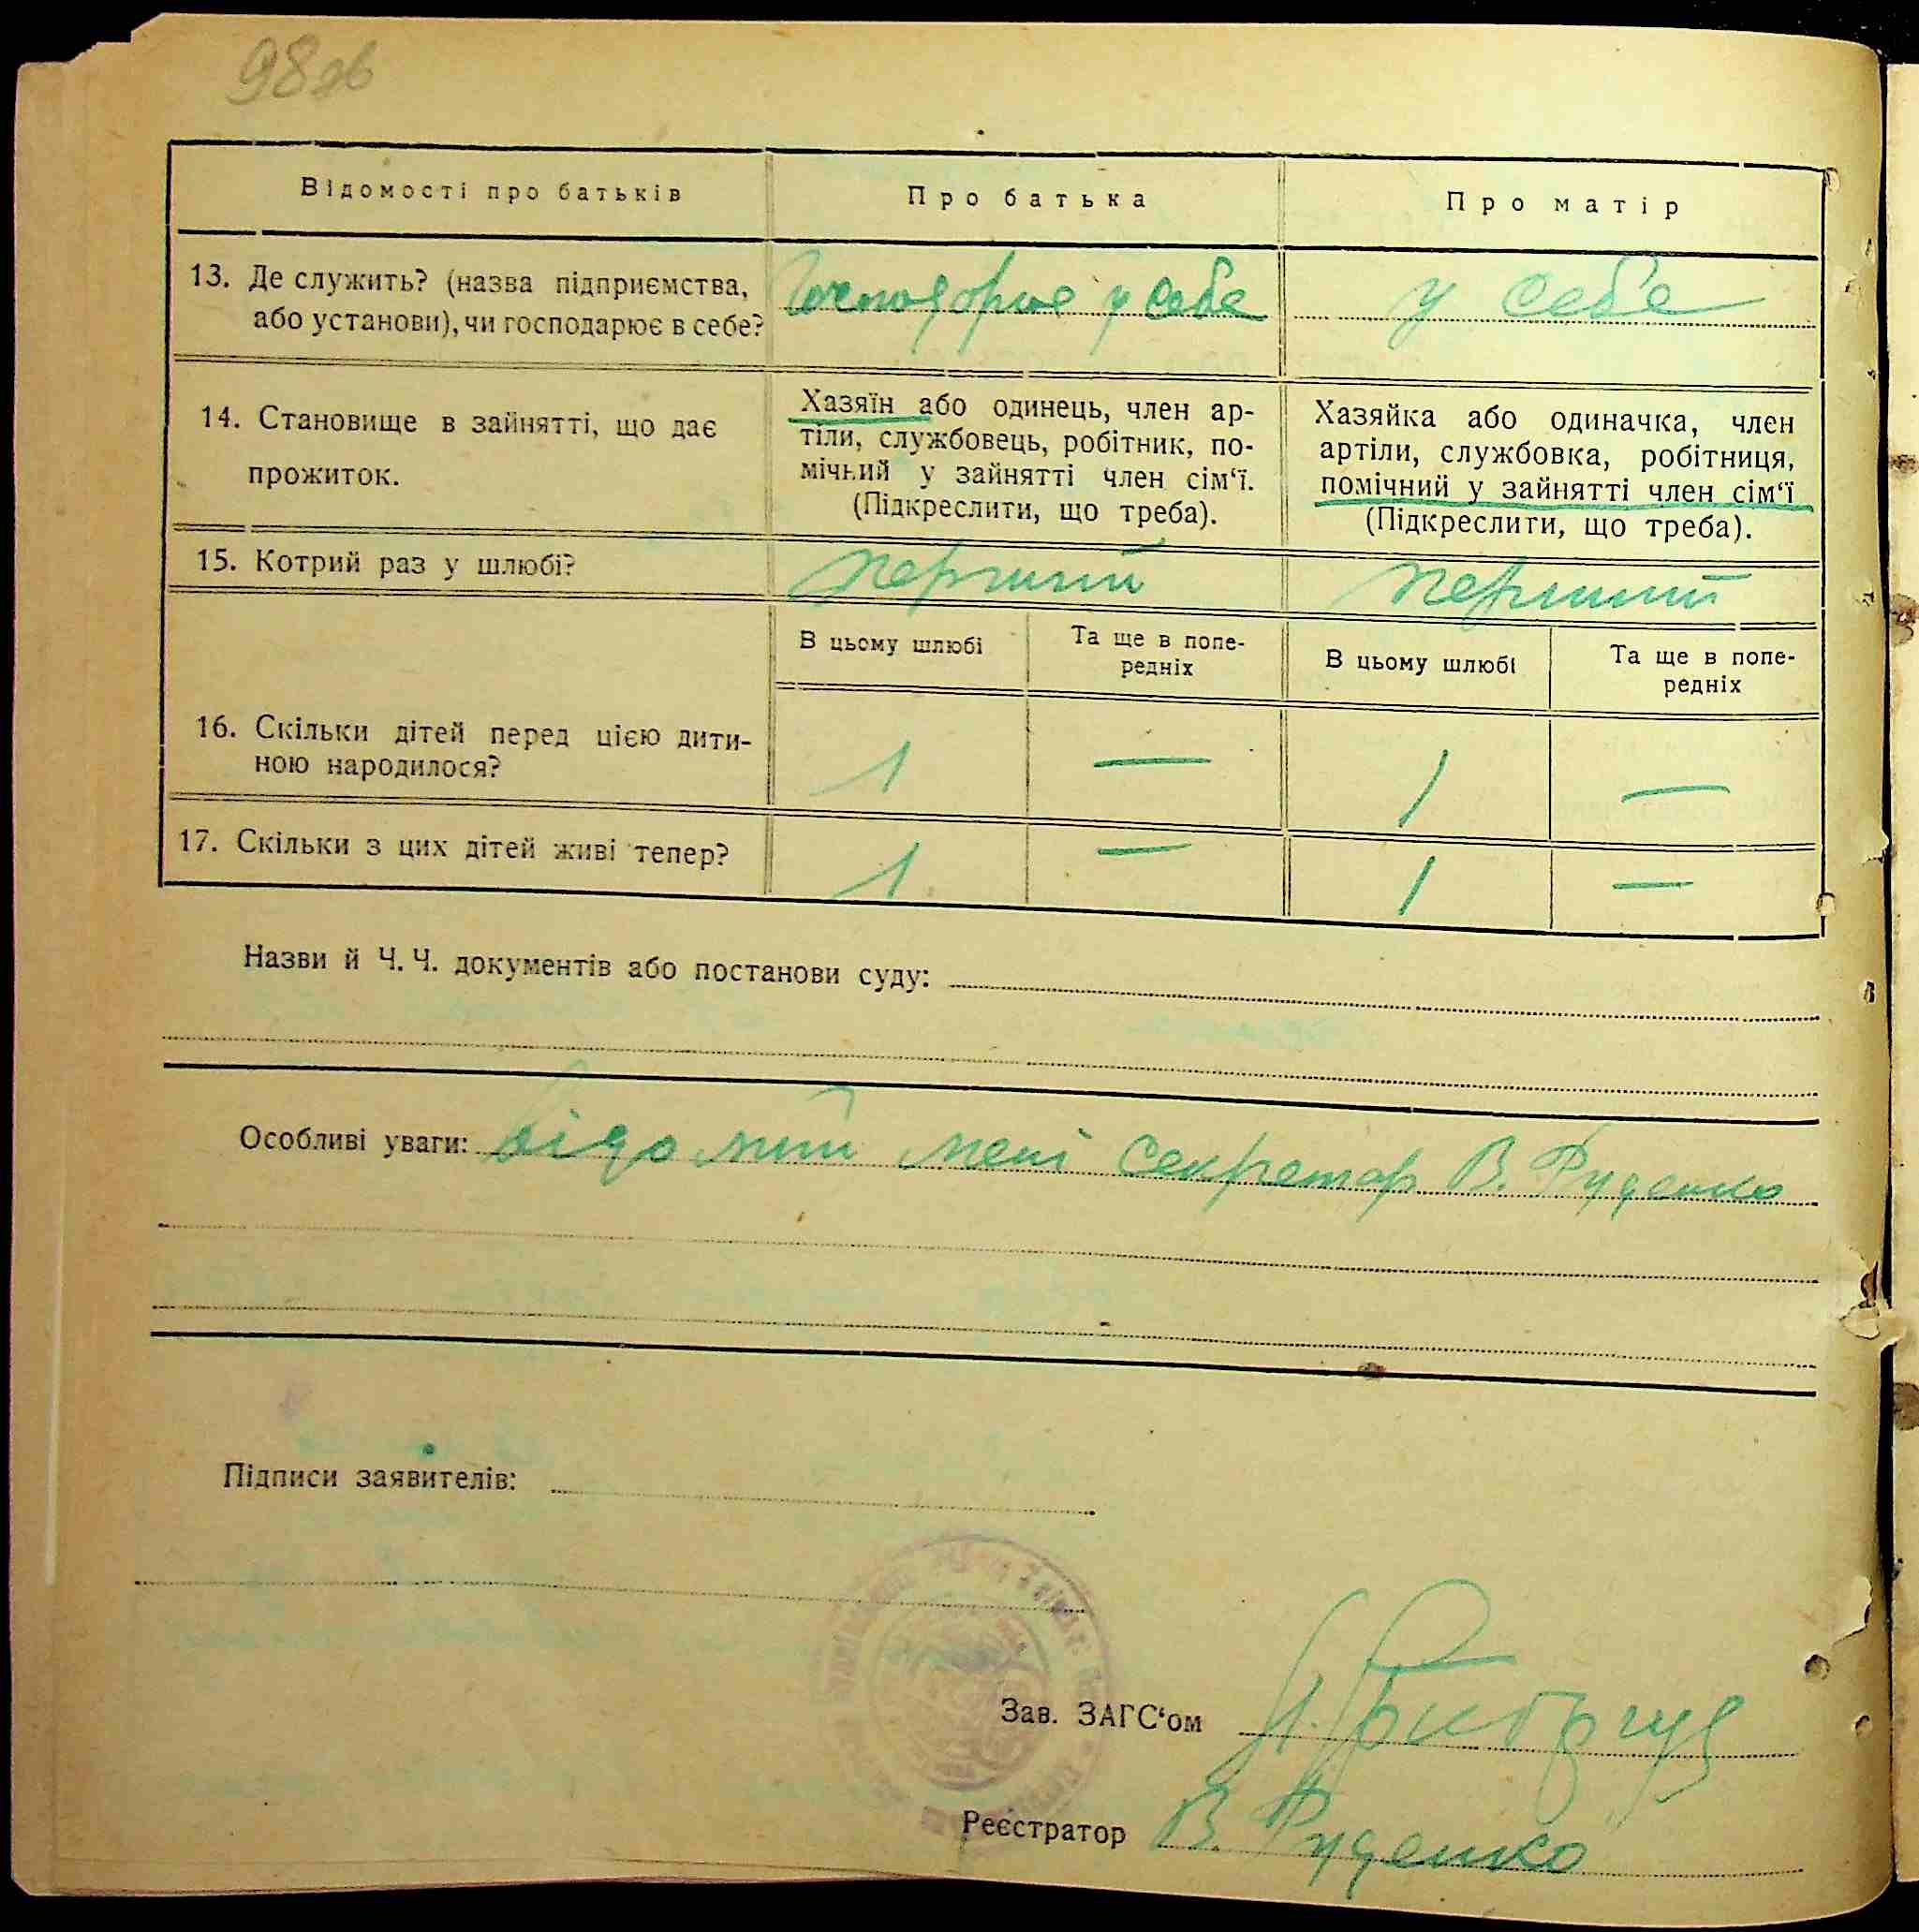 98зв
Відомості про батьків Про батька Про матір
13. Де служить? (назва підприємства,
або установи), чи господарює в себе?
Господорює у себе
у себе
14. Становище в зайнятті, що дає
прожиток.
Хазяїн або одинець, член ар-
тіли, службовець, робітник, по-
мічний у зайнятті член сім‘ї.
(Підкреслити, що треба).
Хазяйка або одиначка, член
артіли, службовка, робітниця,
помічний у зайнятті член сім‘ї
(Підкреслити, що треба).
15. Котрий раз у шлюбі? перший перший
В цьому шлюбі Та ще в попе-
редніх
В цьому шлюбі Та ще в попе-
редніх
16. Скільки дітей перед цією дити-
ною народилося?
1 — 1 —
17. Скільки з цих дітей живі тепер? 1 — 1 —
Назви й Ч. Ч. документів або постанови суду:
Особливі уваги: відомий мені секретар В. Руденко
Підписи заявителів:
Зав. ЗАГС‘ом
Реєстратор В. Руденко